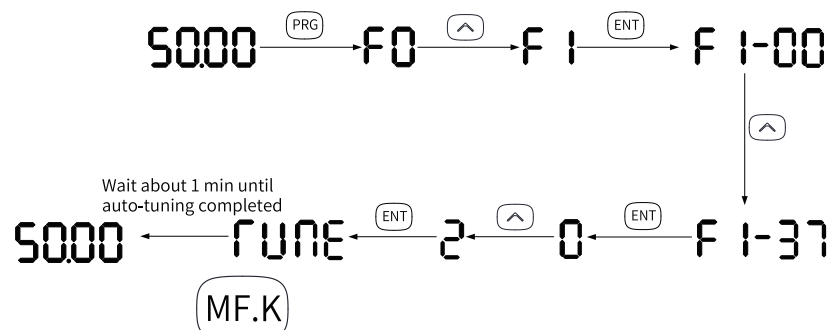 PRG
ENT
50.00
F0
F1
F1-00
Wait about 1 min until
auto-tuning completed
ENT
ENT
50.00
TUNE
2
0
F1-37
MF.K